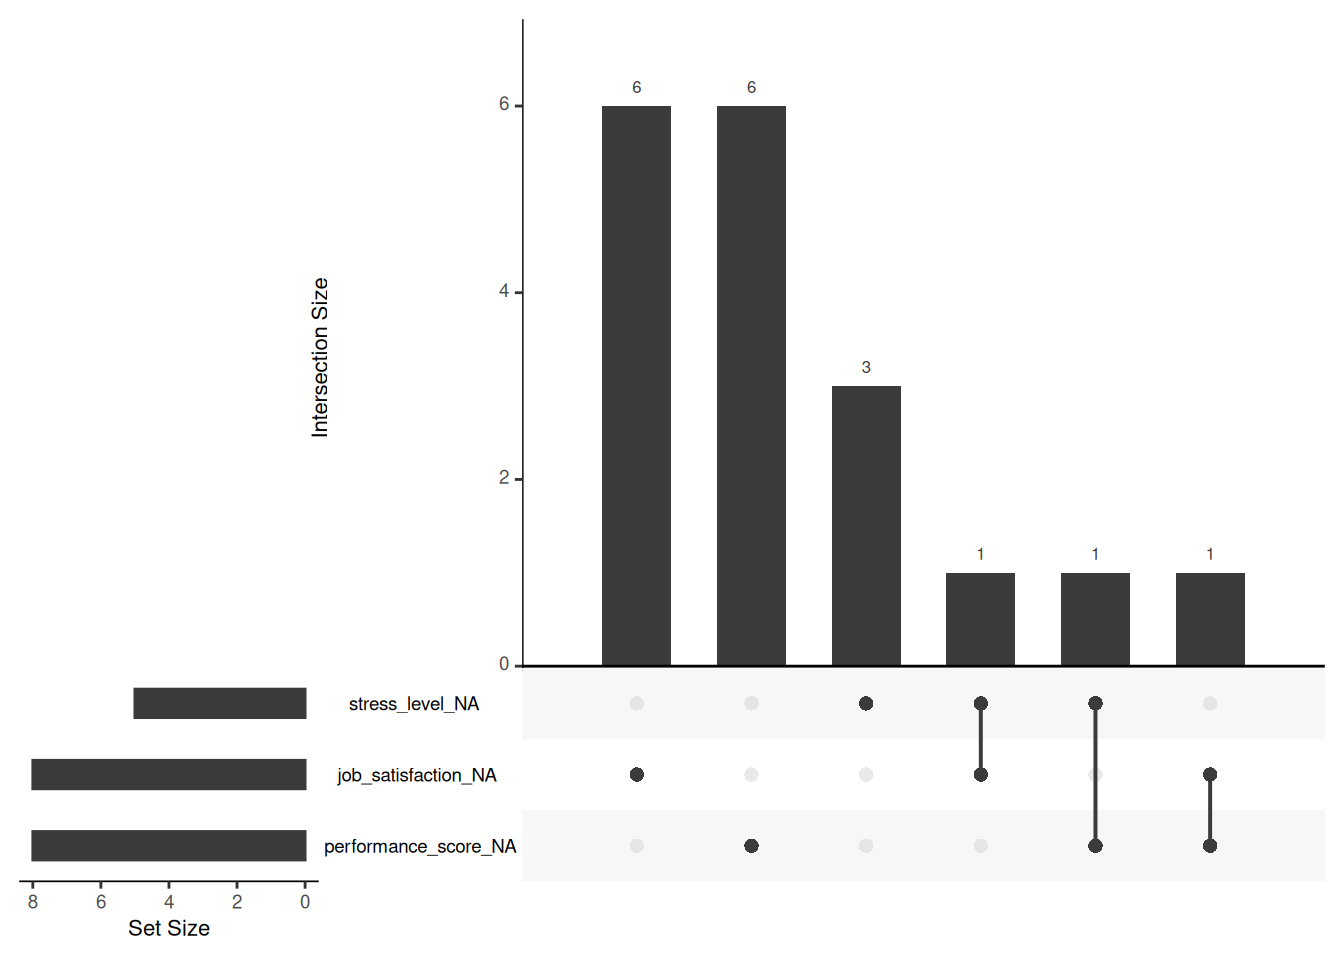 6 6
6
4
3
Intersection Size
2
1 1 1
0
stress_level_NA
job_satisfaction_NA
performance_score_NA
8 6 4 2 0
Set Size